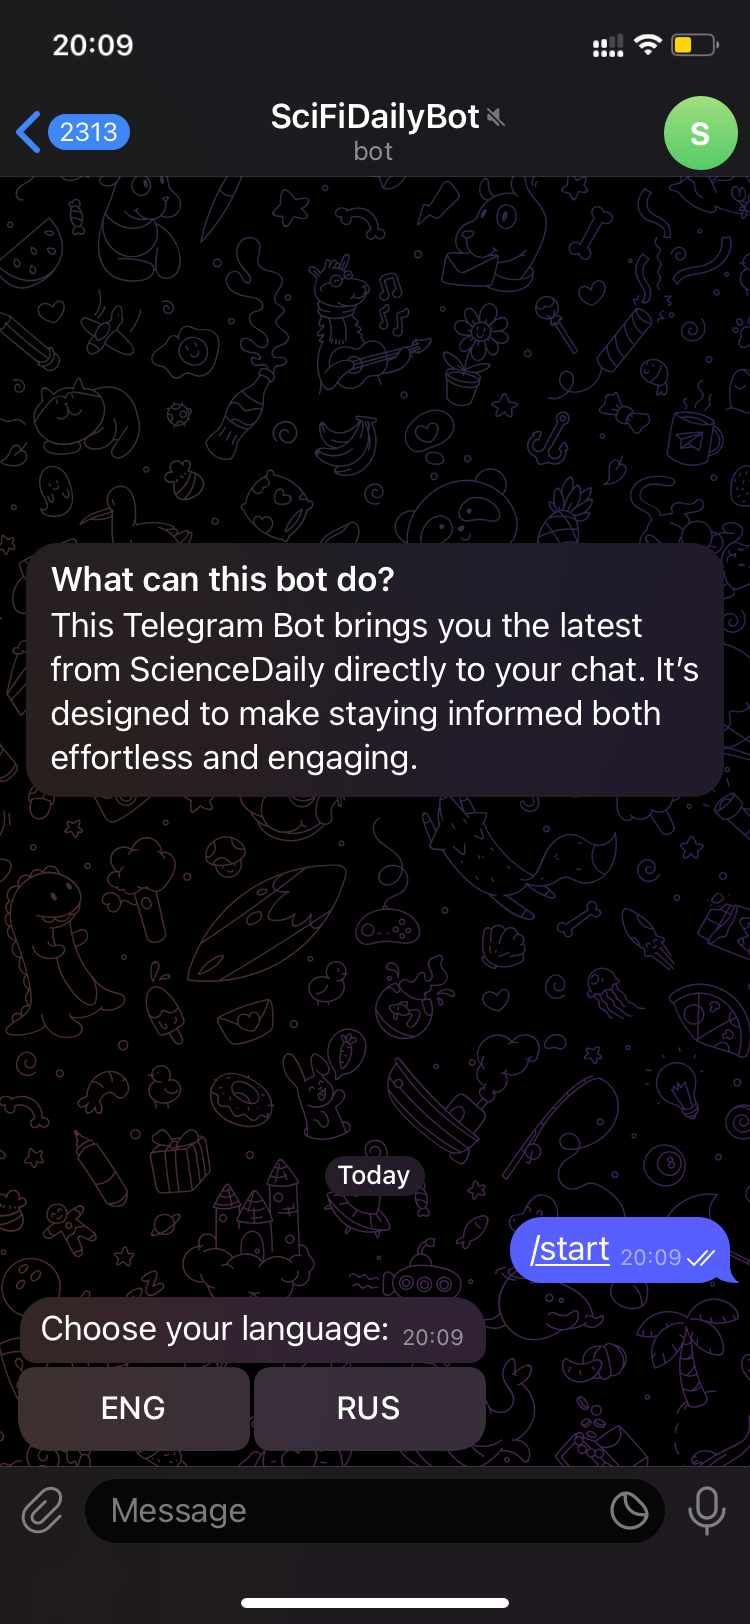 20:09
2313
SciFiDailyBot
bot
S
What can this bot do?
This Telegram Bot brings you the latest
from ScienceDaily directly to your chat. It’s
designed to make staying informed both
effortless and engaging.
Today
/start 20:09
Choose your language: 20:09
ENG RUS
Message